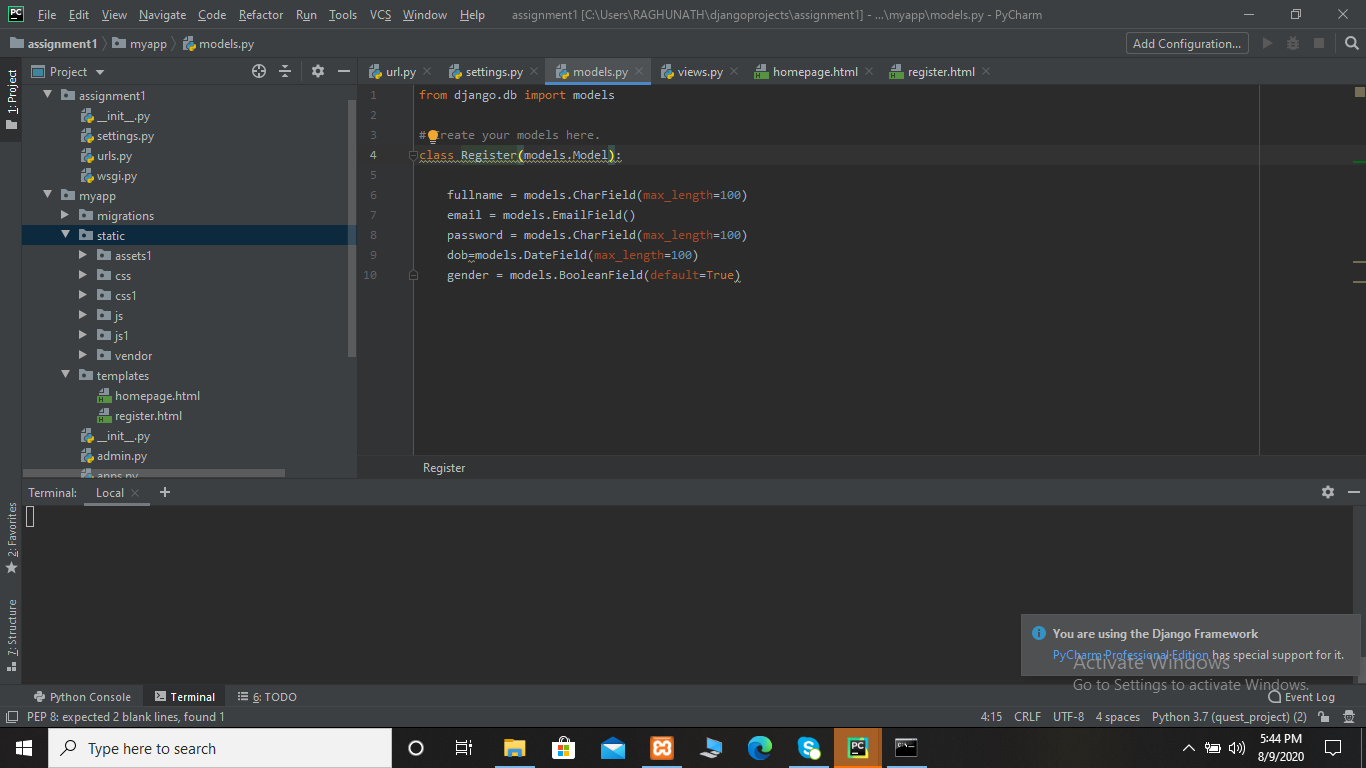 PC File Edit View Navigate Code Refactor Run Tools VCS Window Help assignment1 [C:\Users\RAGHUNATH\djangoprojects\assignment1] - ...\myapp\models.py - PyCharm
assignment1 myapp models.py Add Configuration...
1: Project
Project
url.py settings.py models.py views.py homepage.html register.html
assignment1
__init__.py
settings.py
urls.py
wsgi.py
myapp
migrations
static
assets1
css
css1
js
js1
vendor
templates
homepage.html
register.html
__init__.py
admin.py
apps.py
1 from django.db import models
2
3 # Create your models here.
4 class Register(models.Model):
5
6 fullname = models.CharField(max_length=100)
7 email = models.EmailField()
8 password = models.CharField(max_length=100)
9 dob=models.DateField(max_length=100)
10 gender = models.BooleanField(default=True)
Register
Terminal: Local
2: Favorites
7: Structure
You are using the Django Framework
PyCharm Professional Edition has special support for it.
Activate Windows
Go to Settings to activate Windows.
Python Console Terminal 6: TODO Event Log
PEP 8: expected 2 blank lines, found 1 4:15 CRLF UTF-8 4 spaces Python 3.7 (quest_project) (2)
Type here to search
5:44 PM
8/9/2020